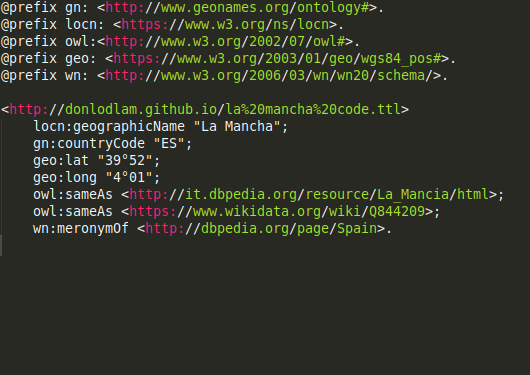 @prefix gn: <http://www.geonames.org/ontology#>.
@prefix locn: <https://www.w3.org/ns/locn>.
@prefix owl:<http://www.w3.org/2002/07/owl#>.
@prefix geo: <https://www.w3.org/2003/01/geo/wgs84_pos#>.
@prefix wn: <http://www.w3.org/2006/03/wn/wn20/schema/>.

<http://donlodlam.github.io/la%20mancha%20code.ttl>
    locn:geographicName "La Mancha";
    gn:countryCode "ES";
    geo:lat "39°52";
    geo:long "4°01";
    owl:sameAs <http://it.dbpedia.org/resource/La_Mancia/html>;
    owl:sameAs <https://www.wikidata.org/wiki/Q844209>;
    wn:meronymOf <http://dbpedia.org/page/Spain>.